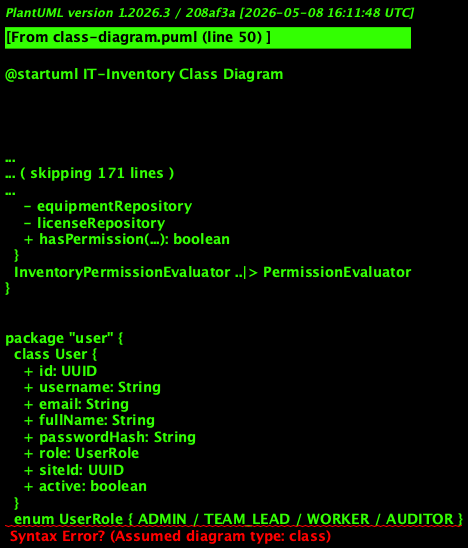 PlantUML version 1.2026.3 / 208af3a [2026-05-08 16:11:48 UTC]
[From class-diagram.puml (line 50) ]
@startuml IT-Inventory Class Diagram
...
... ( skipping 171 lines )
...
- equipmentRepository
- licenseRepository
+ hasPermission(...): boolean
}
InventoryPermissionEvaluator ..|> PermissionEvaluator
}
package "user" {
class User {
+ id: UUID
+ username: String
+ email: String
+ fullName: String
+ passwordHash: String
+ role: UserRole
+ siteId: UUID
+ active: boolean
}
enum UserRole { ADMIN / TEAM_LEAD / WORKER / AUDITOR }
Syntax Error? (Assumed diagram type: class)